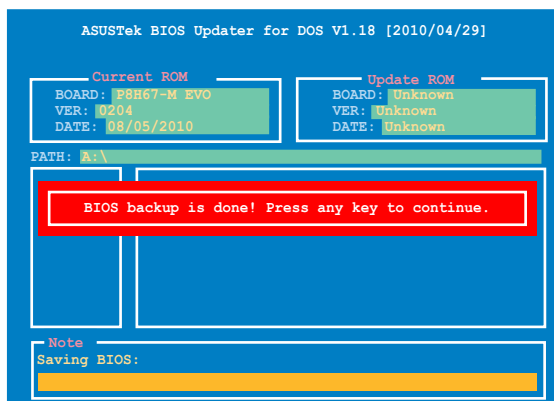 ASUSTek BIOS Updater for DOS V1.18 [2010/04/29]
Current ROM
BOARD: P8H67-M EVO
VER: 0204
DATE: 08/05/2010
Update ROM
BOARD: Unknown
VER: Unknown
DATE: Unknown
PATH: A:\
BIOS backup is done! Press any key to continue.
Note
Saving BIOS: